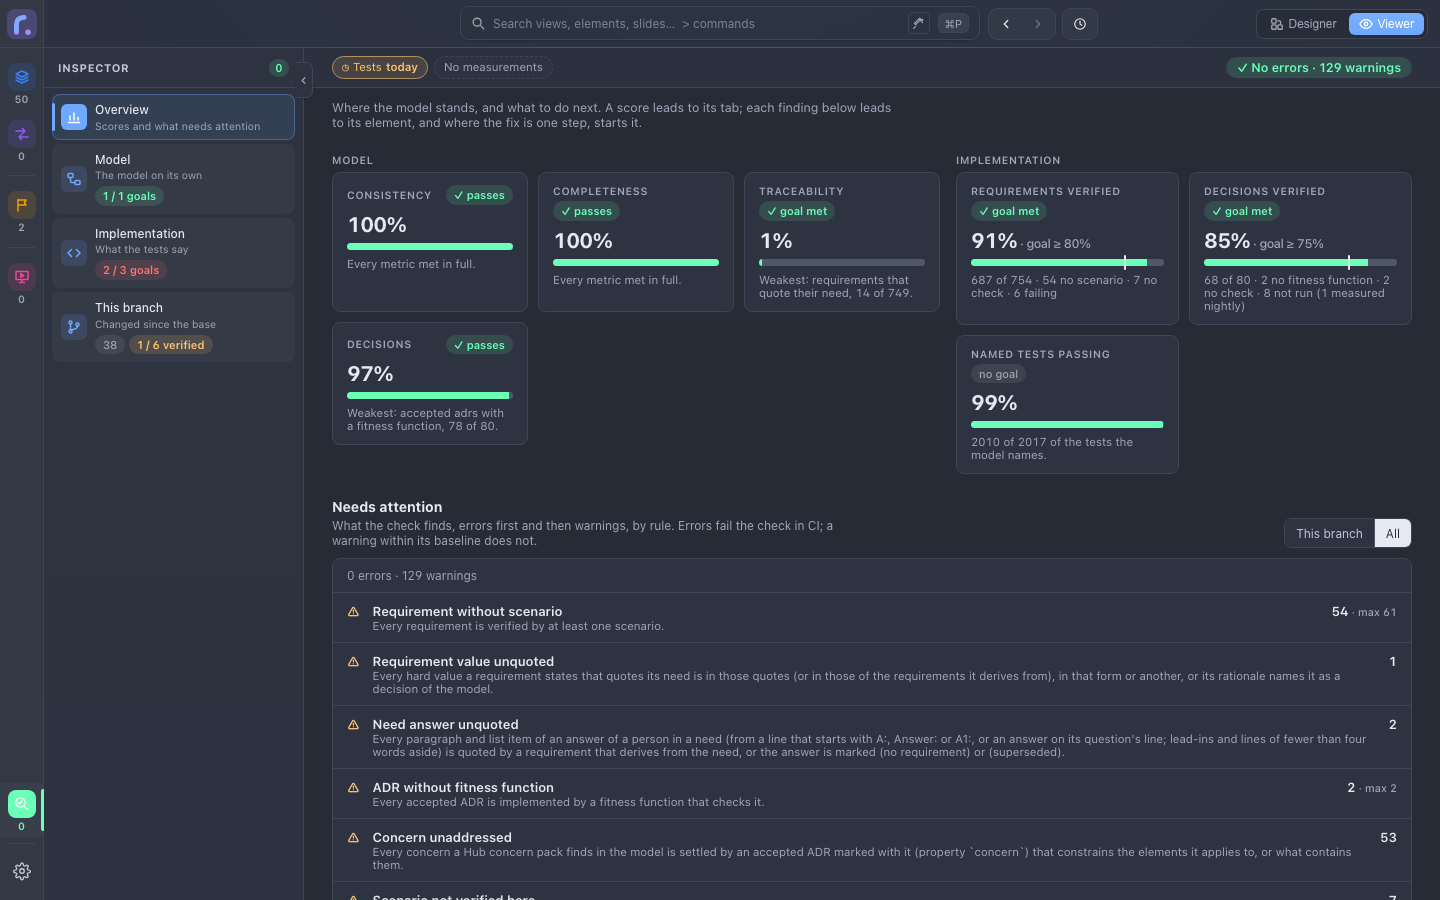 Search views, elements, slides... > commands
⌘P
Designer
Viewer
50
0
2
0
0
INSPECTOR
0
Overview
Scores and what needs attention
Model
The model on its own
1 / 1 goals
Implementation
What the tests say
2 / 3 goals
This branch
Changed since the base
38
1 / 6 verified
Tests today
No measurements
✓ No errors · 129 warnings
Where the model stands, and what to do next. A score leads to its tab; each finding below leads
to its element, and where the fix is one step, starts it.
MODEL
CONSISTENCY
✓ passes
100%
Every metric met in full.
COMPLETENESS
✓ passes
100%
Every metric met in full.
TRACEABILITY
✓ goal met
1%
Weakest: requirements that
quote their need, 14 of 749.
DECISIONS
✓ passes
97%
Weakest: accepted adrs with
a fitness function, 78 of 80.
IMPLEMENTATION
REQUIREMENTS VERIFIED
✓ goal met
91% · goal ≥ 80%
687 of 754 · 54 no scenario · 7 no
check · 6 failing
DECISIONS VERIFIED
✓ goal met
85% · goal ≥ 75%
68 of 80 · 2 no fitness function · 2
no check · 8 not run (1 measured
nightly)
NAMED TESTS PASSING
no goal
99%
2010 of 2017 of the tests the
model names.
Needs attention
What the check finds, errors first and then warnings, by rule. Errors fail the check in CI; a
warning within its baseline does not.
This branch
All
0 errors · 129 warnings
Requirement without scenario
54 · max 61
Every requirement is verified by at least one scenario.
Requirement value unquoted
1
Every hard value a requirement states that quotes its need is in those quotes (or in those of the requirements it derives from), in that form or another, or its rationale names it as a
decision of the model.
Need answer unquoted
2
Every paragraph and list item of an answer of a person in a need (from a line that starts with A:, Answer: or A1:, or an answer on its question's line; lead-ins and lines of fewer than four
words aside) is quoted by a requirement that derives from the need, or the answer is marked (no requirement) or (superseded).
ADR without fitness function
2 · max 2
Every accepted ADR is implemented by a fitness function that checks it.
Concern unaddressed
53
Every concern a Hub concern pack finds in the model is settled by an accepted ADR marked with it (property `concern`) that constrains the elements it applies to, or what contains
them.
Scenario not verified here
7